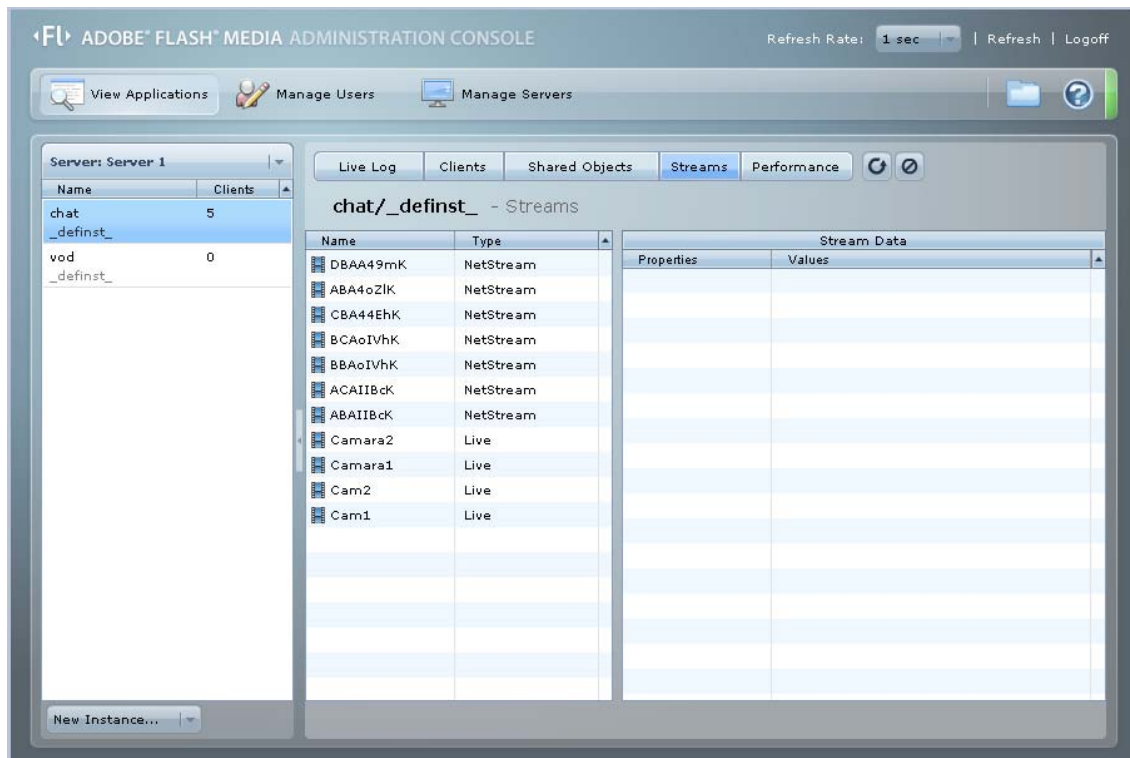 ‹Fl› ADOBE® FLASH® MEDIA ADMINISTRATION CONSOLE
Refresh Rate: 1 sec | Refresh | Logoff
View Applications Manage Users Manage Servers
Server: Server 1
Name Clients
chat 5
_definst_
vod 0
_definst_
New Instance...
Live Log Clients Shared Objects Streams Performance
chat/_definst_ - Streams
Name Type
DBAA49mK NetStream
ABA4oZlK NetStream
CBA44EhK NetStream
BCAoIVhK NetStream
BBAoIVhK NetStream
ACAIIBcK NetStream
ABAIIBcK NetStream
Camara2 Live
Camara1 Live
Cam2 Live
Cam1 Live
Stream Data
Properties Values